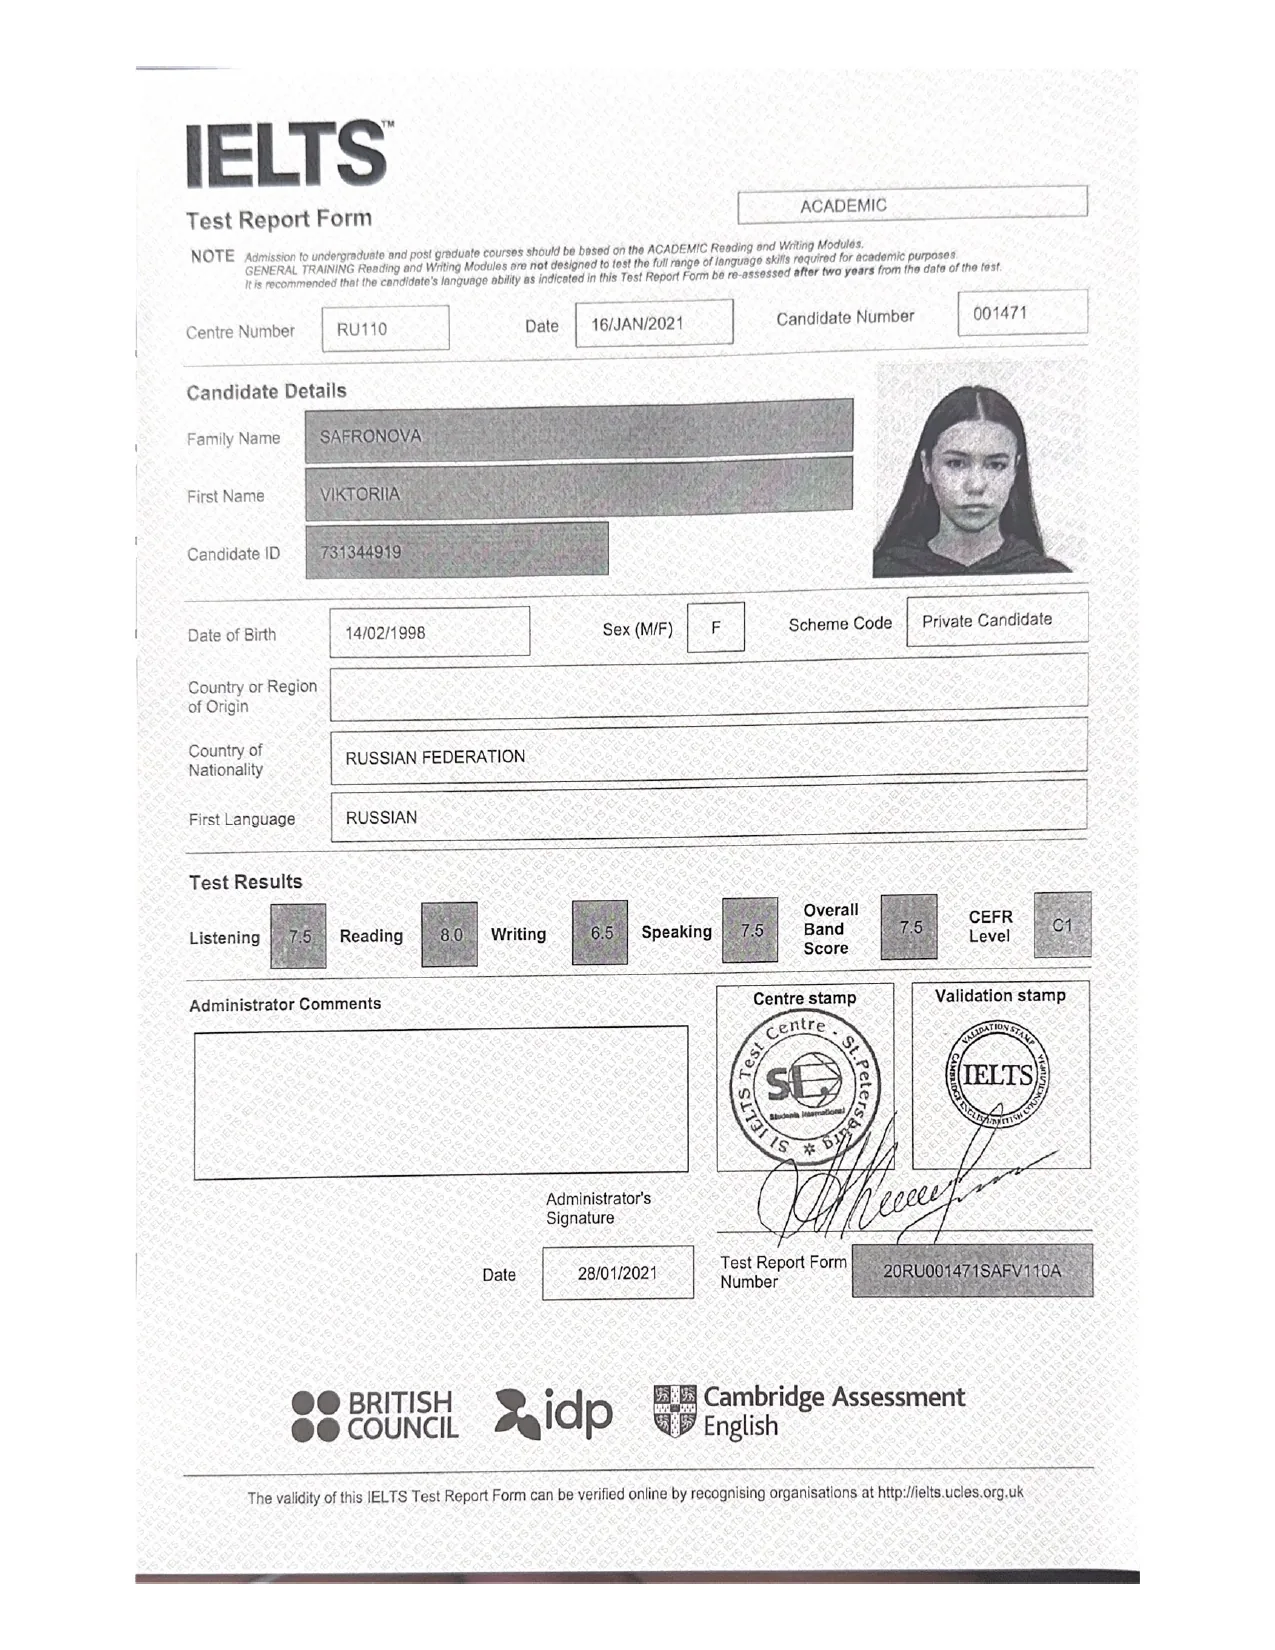 IELTS™
Test Report Form
ACADEMIC
NOTE Admission to undergraduate and post graduate courses should be based on the ACADEMIC Reading and Writing Modules.
GENERAL TRAINING Reading and Writing Modules are not designed to test the full range of language skills required for academic purposes.
It is recommended that the candidate's language ability as indicated in this Test Report Form be re-assessed after two years from the date of the test.
Centre Number RU110 Date 16/JAN/2021 Candidate Number 001471
Candidate Details
Family Name SAFRONOVA
First Name VIKTORIIA
Candidate ID 731344919
Date of Birth 14/02/1998 Sex (M/F) F Scheme Code Private Candidate
Country or Region
of Origin
Country of
Nationality RUSSIAN FEDERATION
First Language RUSSIAN
Test Results
Listening 7.5 Reading 8.0 Writing 6.5 Speaking 7.5 Overall
Band
Score 7.5 CEFR
Level C1
Administrator Comments
Centre stamp
SI IELTS Test Centre - St.Petersburg
Students International
Validation stamp
VALIDATION STAMP
IELTS
Administrator's
Signature
Date 28/01/2021
Test Report Form
Number 20RU001471SAFV110A
BRITISH
COUNCIL
idp
Cambridge Assessment
English
The validity of this IELTS Test Report Form can be verified online by recognising organisations at http://ielts.ucles.org.uk